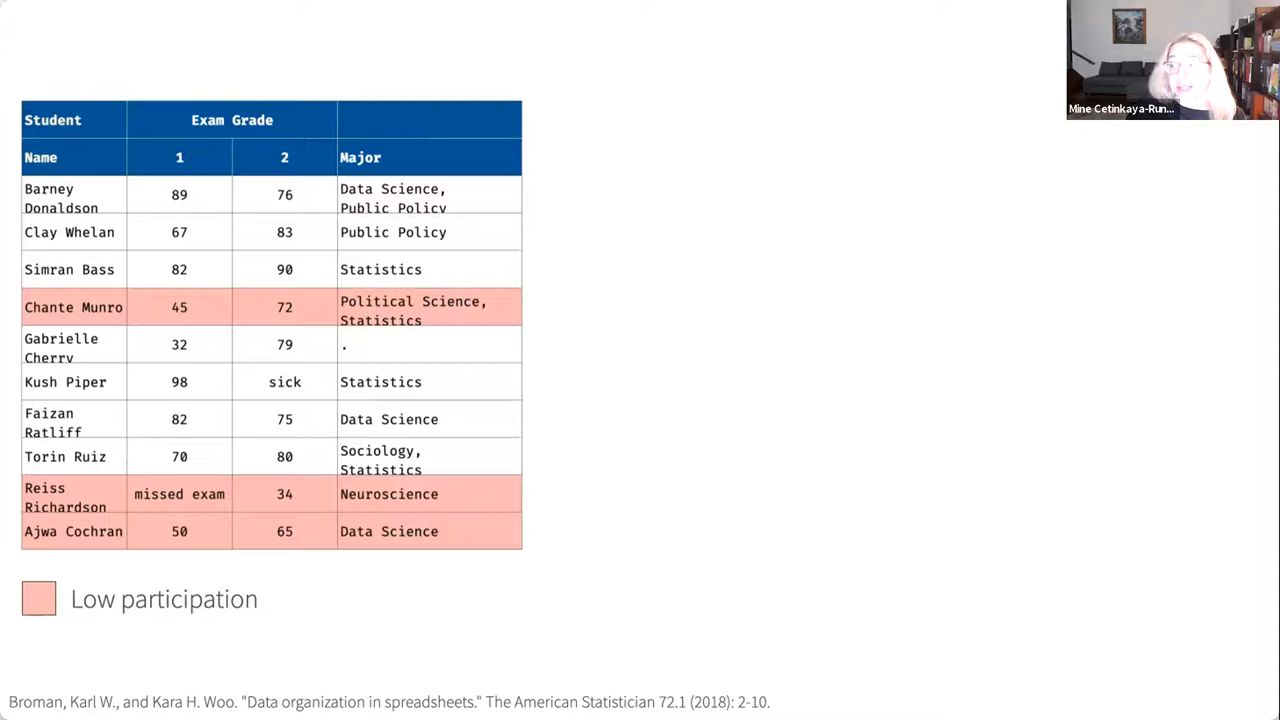 Mine Cetinkaya-Run...
Student Exam Grade
Name 1 2 Major
Barney Donaldson 89 76 Data Science, Public Policy
Clay Whelan 67 83 Public Policy
Simran Bass 82 90 Statistics
Chante Munro 45 72 Political Science, Statistics
Gabrielle Cherry 32 79 .
Kush Piper 98 sick Statistics
Faizan Ratliff 82 75 Data Science
Torin Ruiz 70 80 Sociology, Statistics
Reiss Richardson missed exam 34 Neuroscience
Ajwa Cochran 50 65 Data Science
Low participation
Broman, Karl W., and Kara H. Woo. "Data organization in spreadsheets." The American Statistician 72.1 (2018): 2-10.